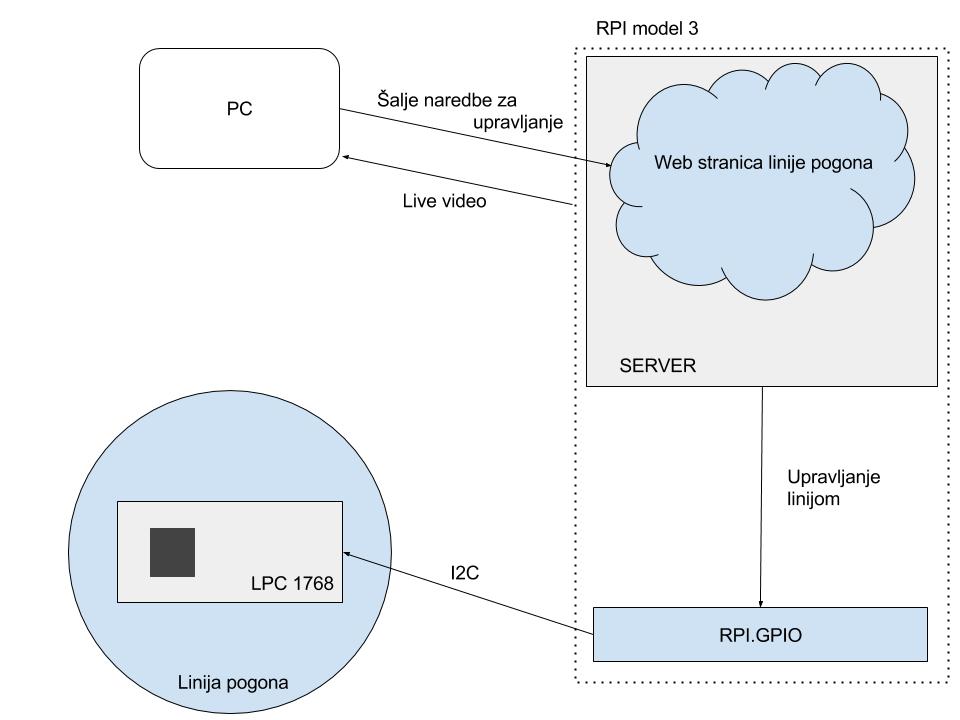 RPI model 3
PC
Šalje naredbe za
upravljanje
Web stranica linije pogona
Live video
SERVER
Upravljanje
linijom
I2C
LPC 1768
RPI.GPIO
Linija pogona